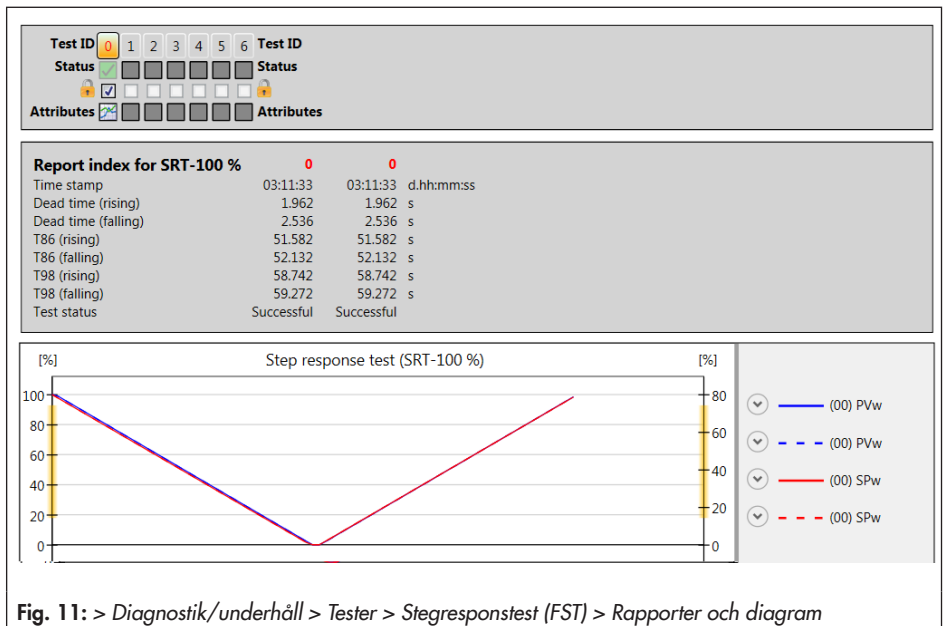 Test ID 0 1 2 3 4 5 6 Test ID
Status Status
Attributes Attributes
Report index for SRT-100 % 0 0
Time stamp 03:11:33 03:11:33 d.hh:mm:ss
Dead time (rising) 1.962 1.962 s
Dead time (falling) 2.536 2.536 s
T86 (rising) 51.582 51.582 s
T86 (falling) 52.132 52.132 s
T98 (rising) 58.742 58.742 s
T98 (falling) 59.272 59.272 s
Test status Successful Successful
[%] Step response test (SRT-100 %) [%]
100 80
80 60
60 40
40 20
20 0
0
(00) PVw
(00) PVw
(00) SPw
(00) SPw
Fig. 11: > Diagnostik/underhåll > Tester > Stegresponstest (FST) > Rapporter och diagram